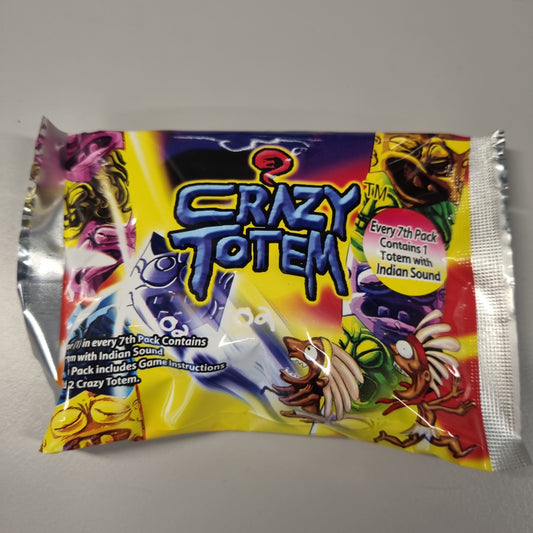 CRAZY
TOTEM
TM
Every 7th Pack
Contains 1
Totem with
Indian Sound
in every 7th Pack Contains
with Indian Sound
Pack includes Game Instructions
2 Crazy Totem.